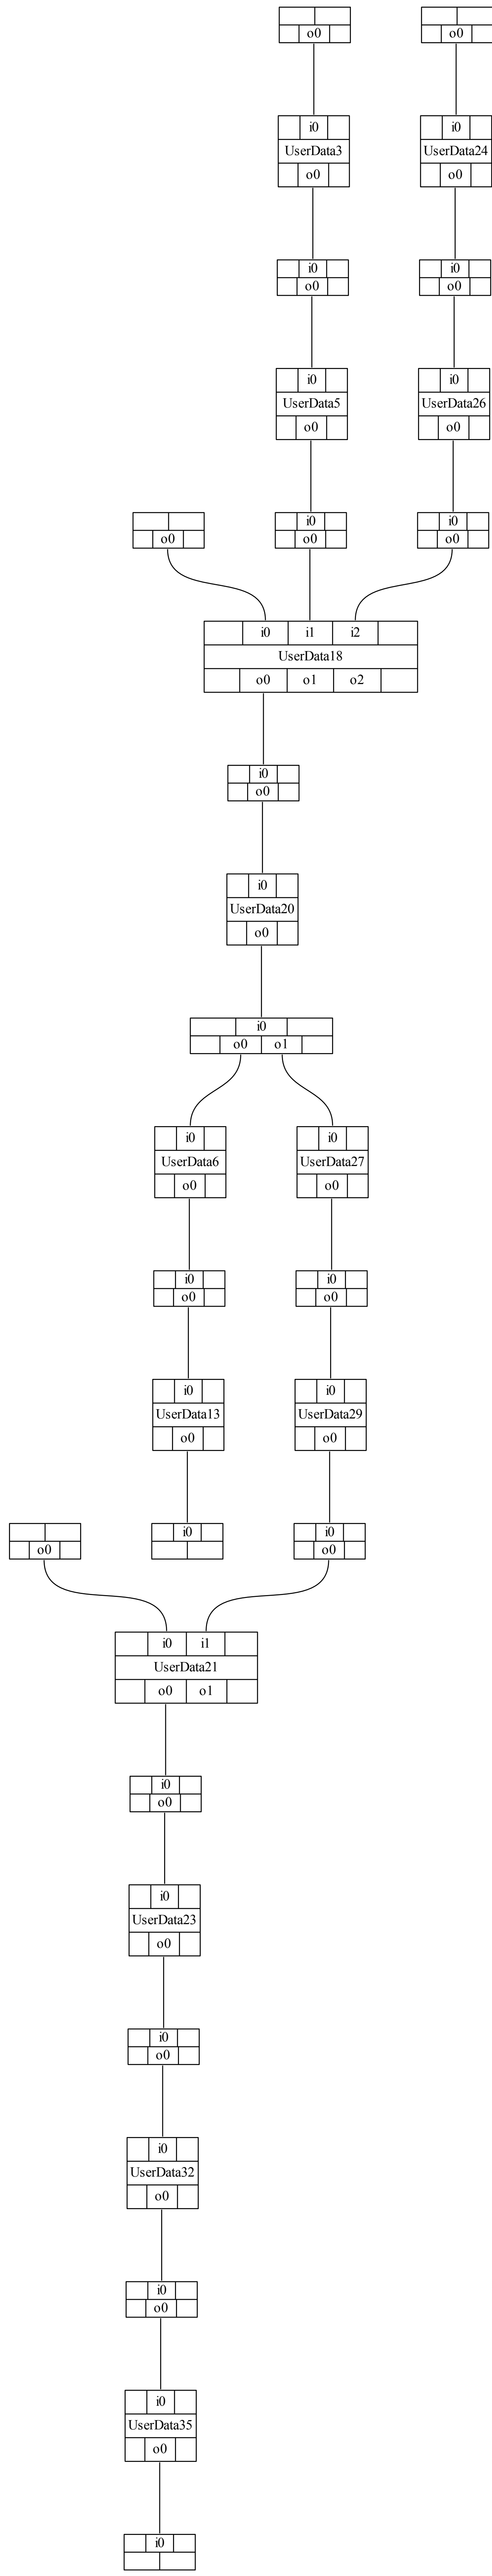 o0 o0
i0 i0
UserData3 UserData24
o0 o0
i0 i0
o0 o0
i0 i0
UserData5 UserData26
o0 o0
i0 i0
o0 o0 o0
i0 i1 i2
UserData18
o0 o1 o2
i0
o0
i0
UserData20
o0
i0
o0 o1
i0 i0
UserData6 UserData27
o0 o0
i0 i0
o0 o0
i0 i0
UserData13 UserData29
o0 o0
i0 i0
o0 o0
i0 i1
UserData21
o0 o1
i0
o0
i0
UserData23
o0
i0
o0
i0
UserData32
o0
i0
o0
i0
UserData35
o0
i0